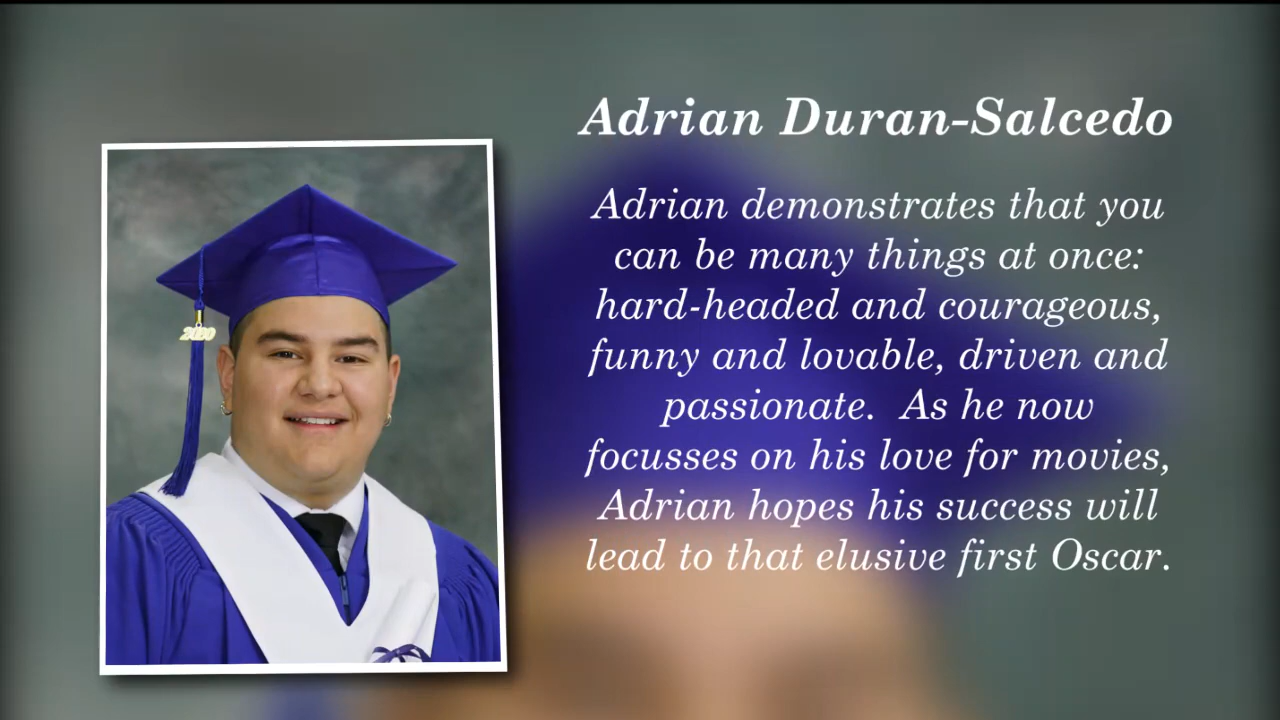 Adrian Duran-Salcedo
Adrian demonstrates that you
can be many things at once:
hard-headed and courageous,
funny and lovable, driven and
passionate.  As he now
focusses on his love for movies,
Adrian hopes his success will
lead to that elusive first Oscar.
2020